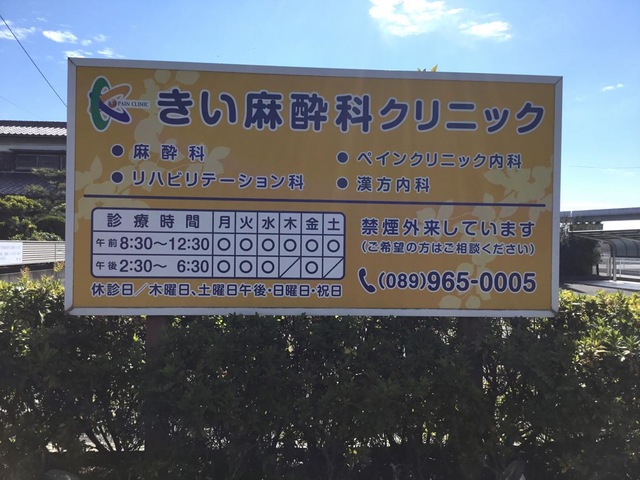 PAIN CLINIC
きい麻酔科クリニック
● 麻酔科
● ペインクリニック内科
● リハビリテーション科
● 漢方内科
診療時間 月 火 水 木 金 土
午前 8:30〜12:30 ○ ○ ○ ○ ○ ○
午後 2:30〜 6:30 ○ ○ ○ ／ ○ ／
休診日／木曜日、土曜日午後・日曜日・祝日
禁煙外来しています
(ご希望の方はご相談ください)
(089)965-0005